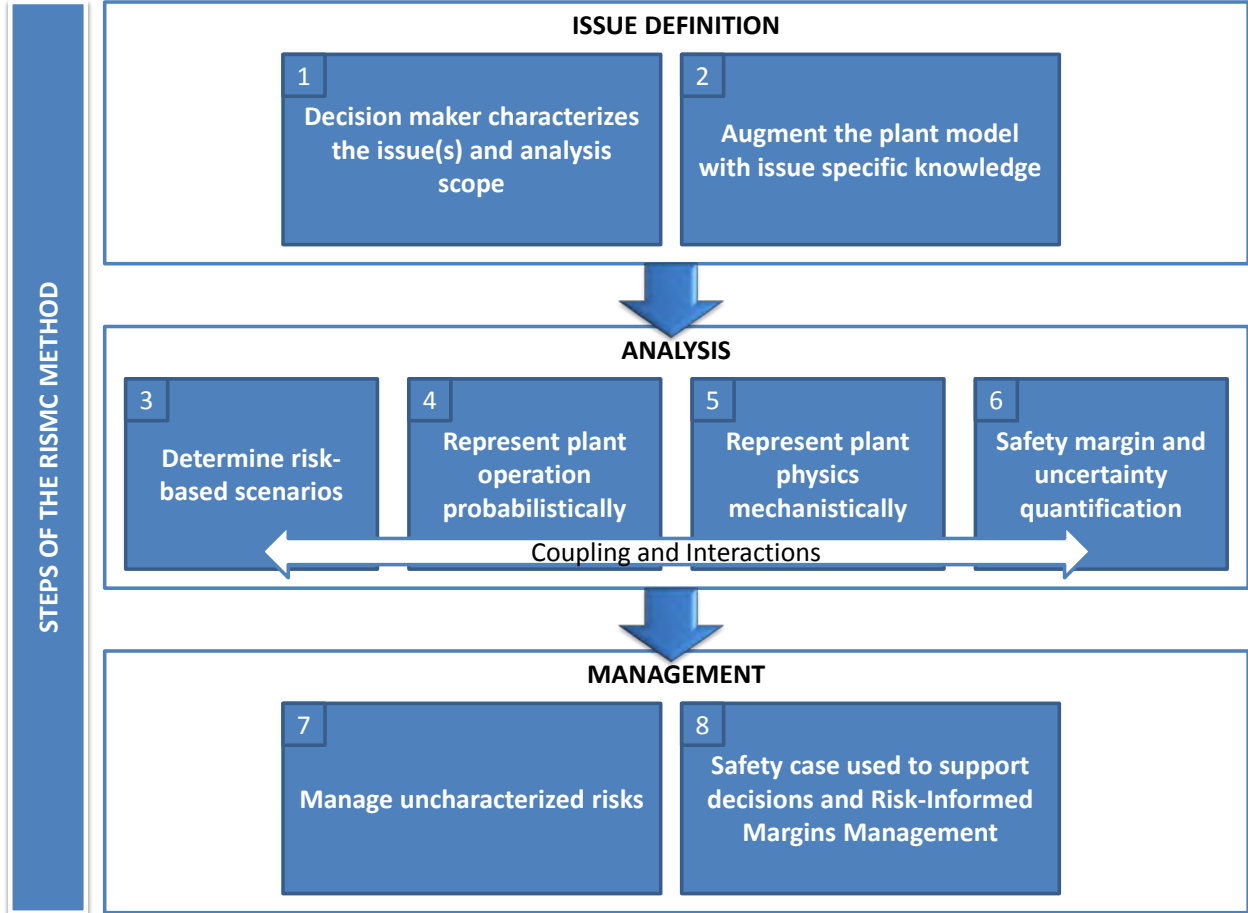 STEPS OF THE RISMC METHOD
ISSUE DEFINITION
1
Decision maker characterizes
the issue(s) and analysis
scope
2
Augment the plant model
with issue specific knowledge
ANALYSIS
3
Determine risk-
based scenarios
4
Represent plant
operation
probabilistically
5
Represent plant
physics
mechanistically
6
Safety margin and
uncertainty
quantification
Coupling and Interactions
MANAGEMENT
7
Manage uncharacterized risks
8
Safety case used to support
decisions and Risk-Informed
Margins Management